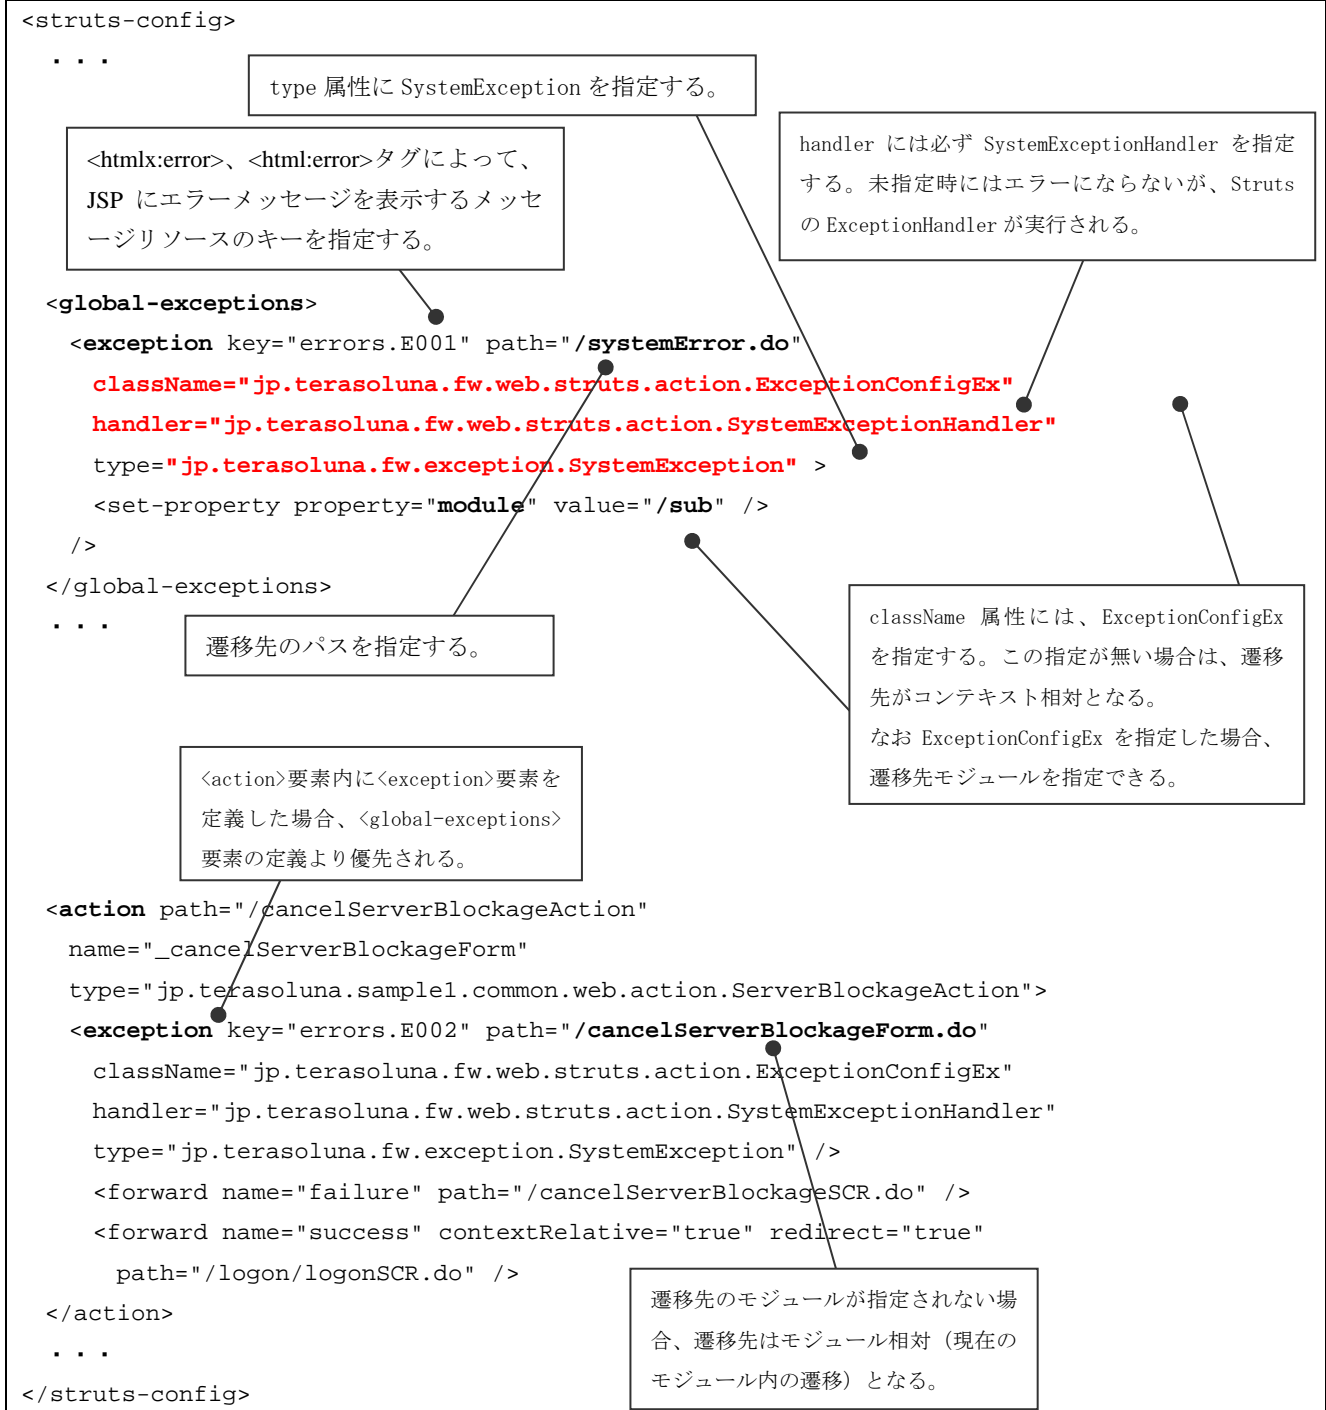 <struts-config>
・・・
type 属性に SystemException を指定する。
<htmlx:error>、<html:error>タグによって、
JSP にエラーメッセージを表示するメッセ
ージリソースのキーを指定する。
handler には必ず SystemExceptionHandler を指定
する。未指定時にはエラーにならないが、Struts
の ExceptionHandler が実行される。
<global-exceptions>
<exception key="errors.E001" path="/systemError.do"
className="jp.terasoluna.fw.web.struts.action.ExceptionConfigEx"
handler="jp.terasoluna.fw.web.struts.action.SystemExceptionHandler"
type="jp.terasoluna.fw.exception.SystemException" >
<set-property property="module" value="/sub" />
/>
</global-exceptions>
・・・
遷移先のパスを指定する。
className 属性には、ExceptionConfigEx
を指定する。この指定が無い場合は、遷移
先がコンテキスト相対となる。
なお ExceptionConfigEx を指定した場合、
遷移先モジュールを指定できる。
<action>要素内に<exception>要素を
定義した場合、<global-exceptions>
要素の定義より優先される。
<action path="/cancelServerBlockageAction"
name="_cancelServerBlockageForm"
type="jp.terasoluna.sample1.common.web.action.ServerBlockageAction">
<exception key="errors.E002" path="/cancelServerBlockageForm.do"
className="jp.terasoluna.fw.web.struts.action.ExceptionConfigEx"
handler="jp.terasoluna.fw.web.struts.action.SystemExceptionHandler"
type="jp.terasoluna.fw.exception.SystemException" />
<forward name="failure" path="/cancelServerBlockageSCR.do" />
<forward name="success" contextRelative="true" redirect="true"
path="/logon/logonSCR.do" />
</action>
・・・
</struts-config>
遷移先のモジュールが指定されない場
合、遷移先はモジュール相対（現在の
モジュール内の遷移）となる。